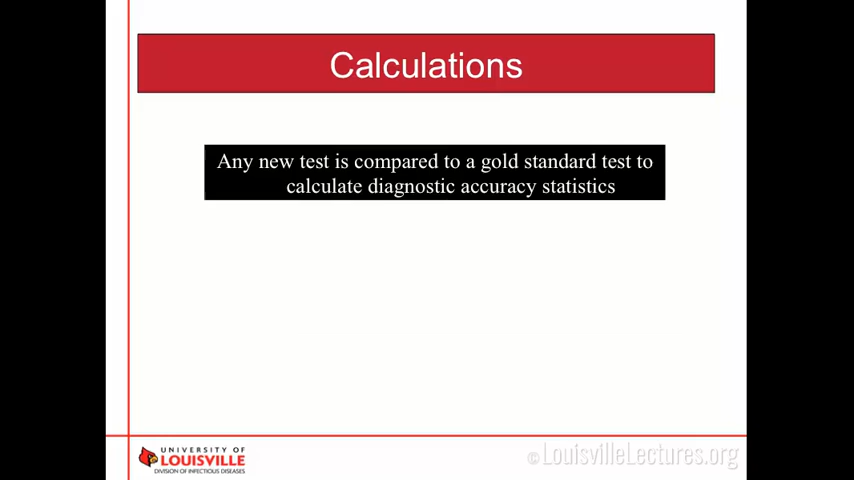 Calculations
Any new test is compared to a gold standard test to
calculate diagnostic accuracy statistics
UNIVERSITY OF
LOUISVILLE
DIVISION OF INFECTIOUS DISEASES
© LouisvilleLectures.org